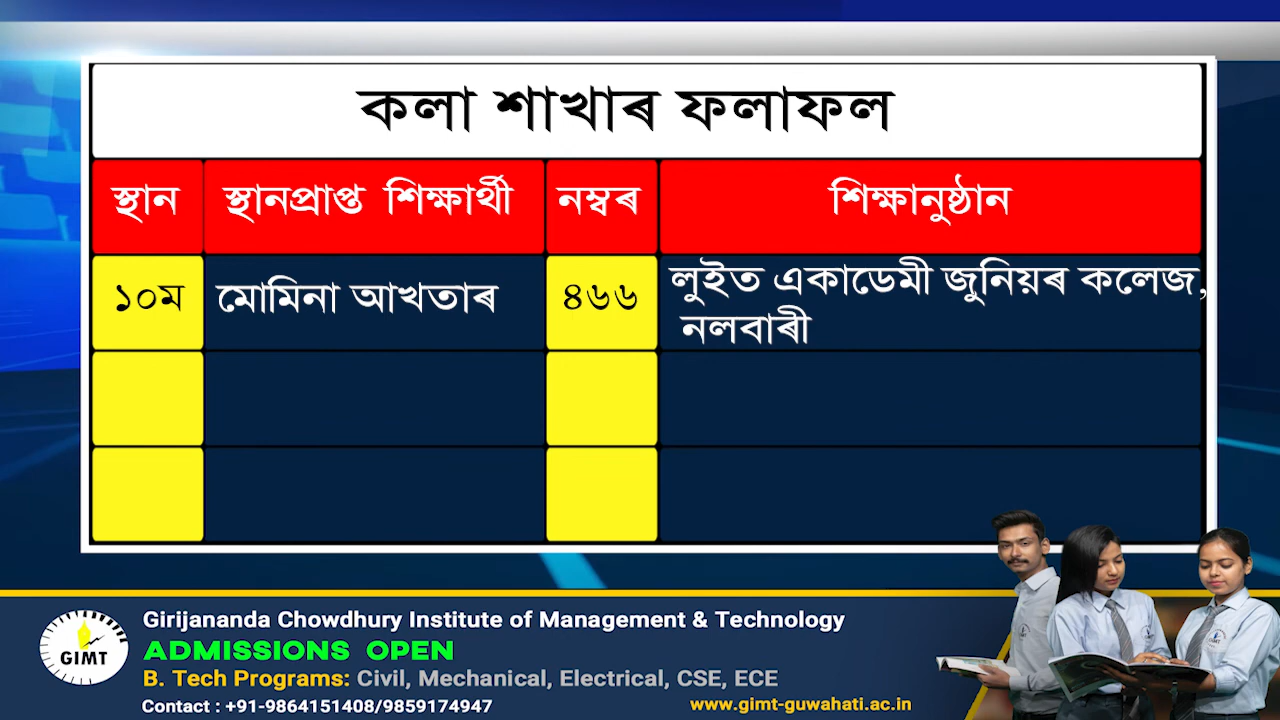 কলা শাখাৰ ফলাফল
স্থান স্থানপ্ৰাপ্ত শিক্ষাৰ্থী নম্বৰ শিক্ষানুষ্ঠান
১০ম মোমিনা আখতাৰ ৪৬৬ লুইত একাডেমী জুনিয়ৰ কলেজ,
নলবাৰী
Girijananda Chowdhury Institute of Management & Technology
ADMISSIONS OPEN
GIMT
B. Tech Programs: Civil, Mechanical, Electrical, CSE, ECE
Contact : +91-9864151408/9859174947 www.gimt-guwahati.ac.in